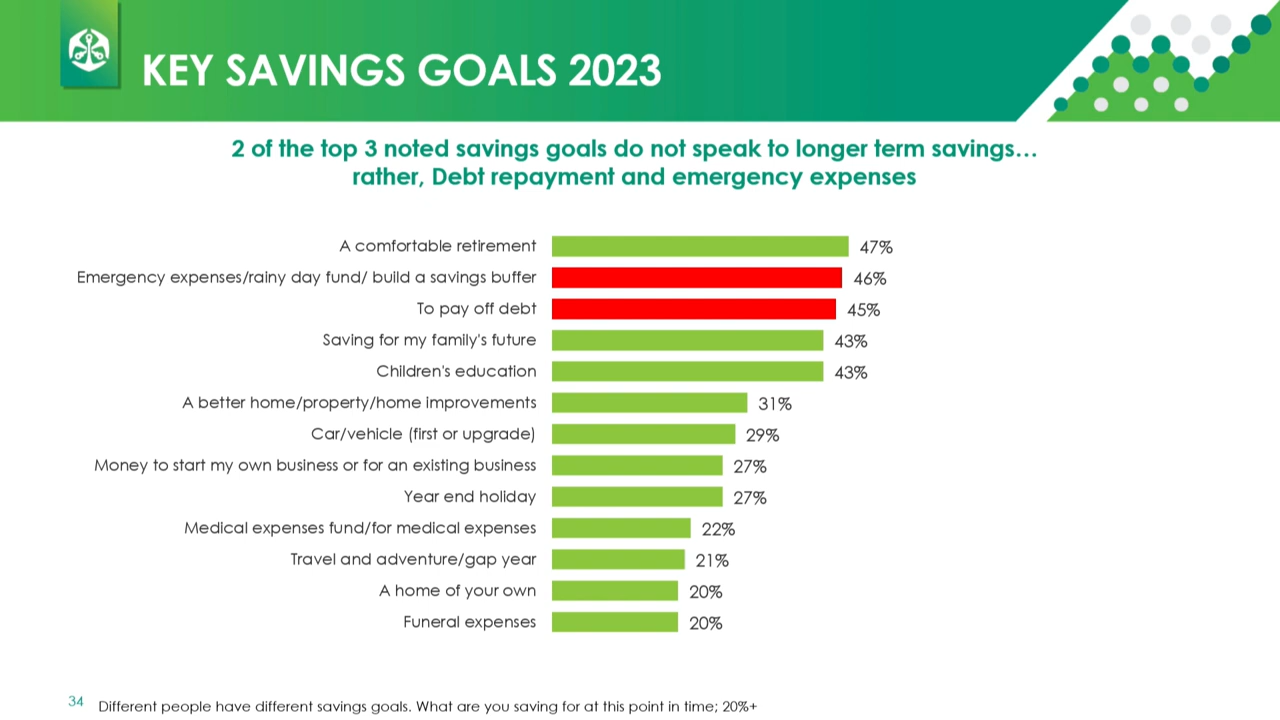 KEY SAVINGS GOALS 2023
2 of the top 3 noted savings goals do not speak to longer term savings…
rather, Debt repayment and emergency expenses
A comfortable retirement 47%
Emergency expenses/rainy day fund/ build a savings buffer 46%
To pay off debt 45%
Saving for my family's future 43%
Children's education 43%
A better home/property/home improvements 31%
Car/vehicle (first or upgrade) 29%
Money to start my own business or for an existing business 27%
Year end holiday 27%
Medical expenses fund/for medical expenses 22%
Travel and adventure/gap year 21%
A home of your own 20%
Funeral expenses 20%
34 Different people have different savings goals. What are you saving for at this point in time; 20%+